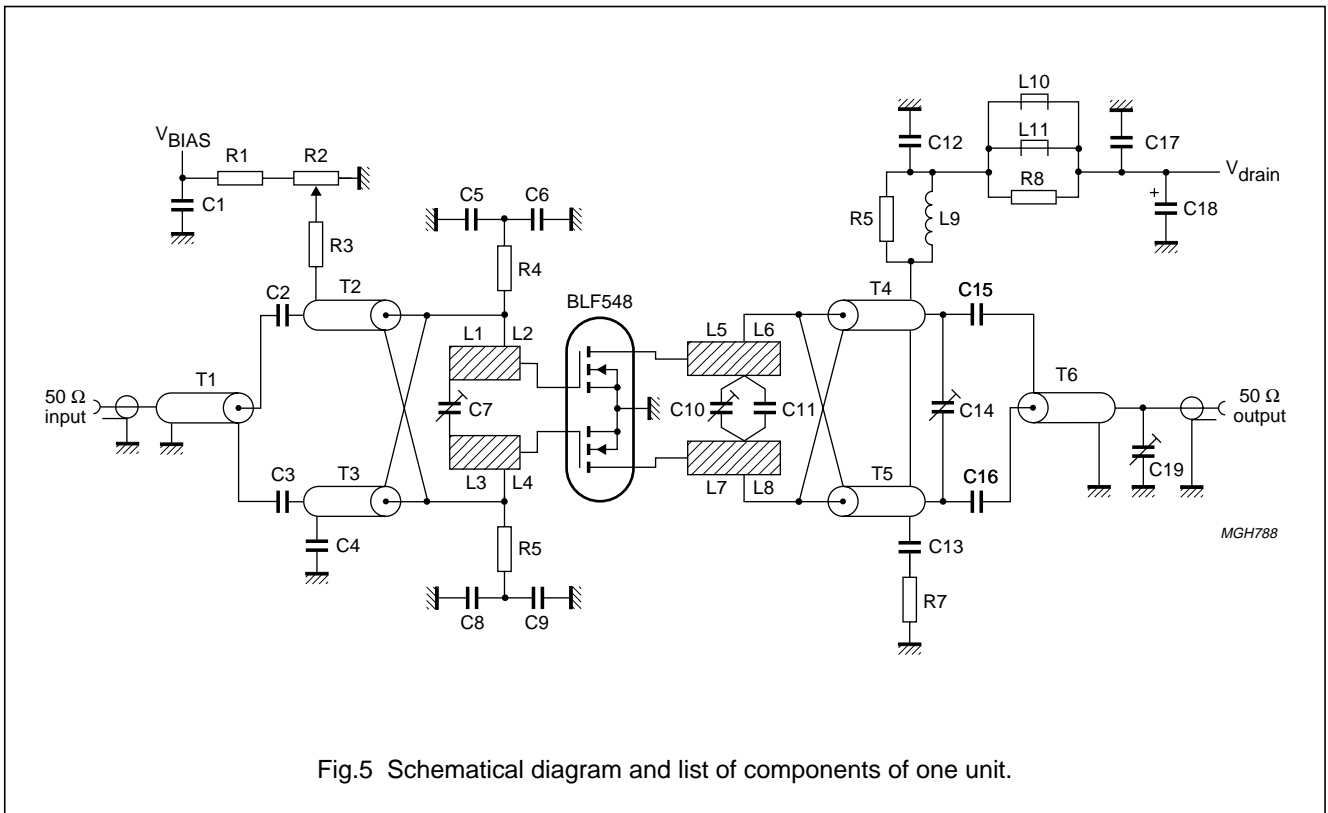 L10
V_BIAS
R1
R2
C1
R3
C5
C6
C12
L11
C17
R8
V_drain
R5
L9
+
C18
R4
C2
T2
BLF548
T4
C15
L1
L2
L5
L6
50 Ω
input
T1
C7
C10
C11
C14
T6
50 Ω
output
C19
C3
T3
L3
L4
L7
L8
T5
C16
C4
R5
C13
MGH788
C8
C9
R7
Fig.5 Schematical diagram and list of components of one unit.